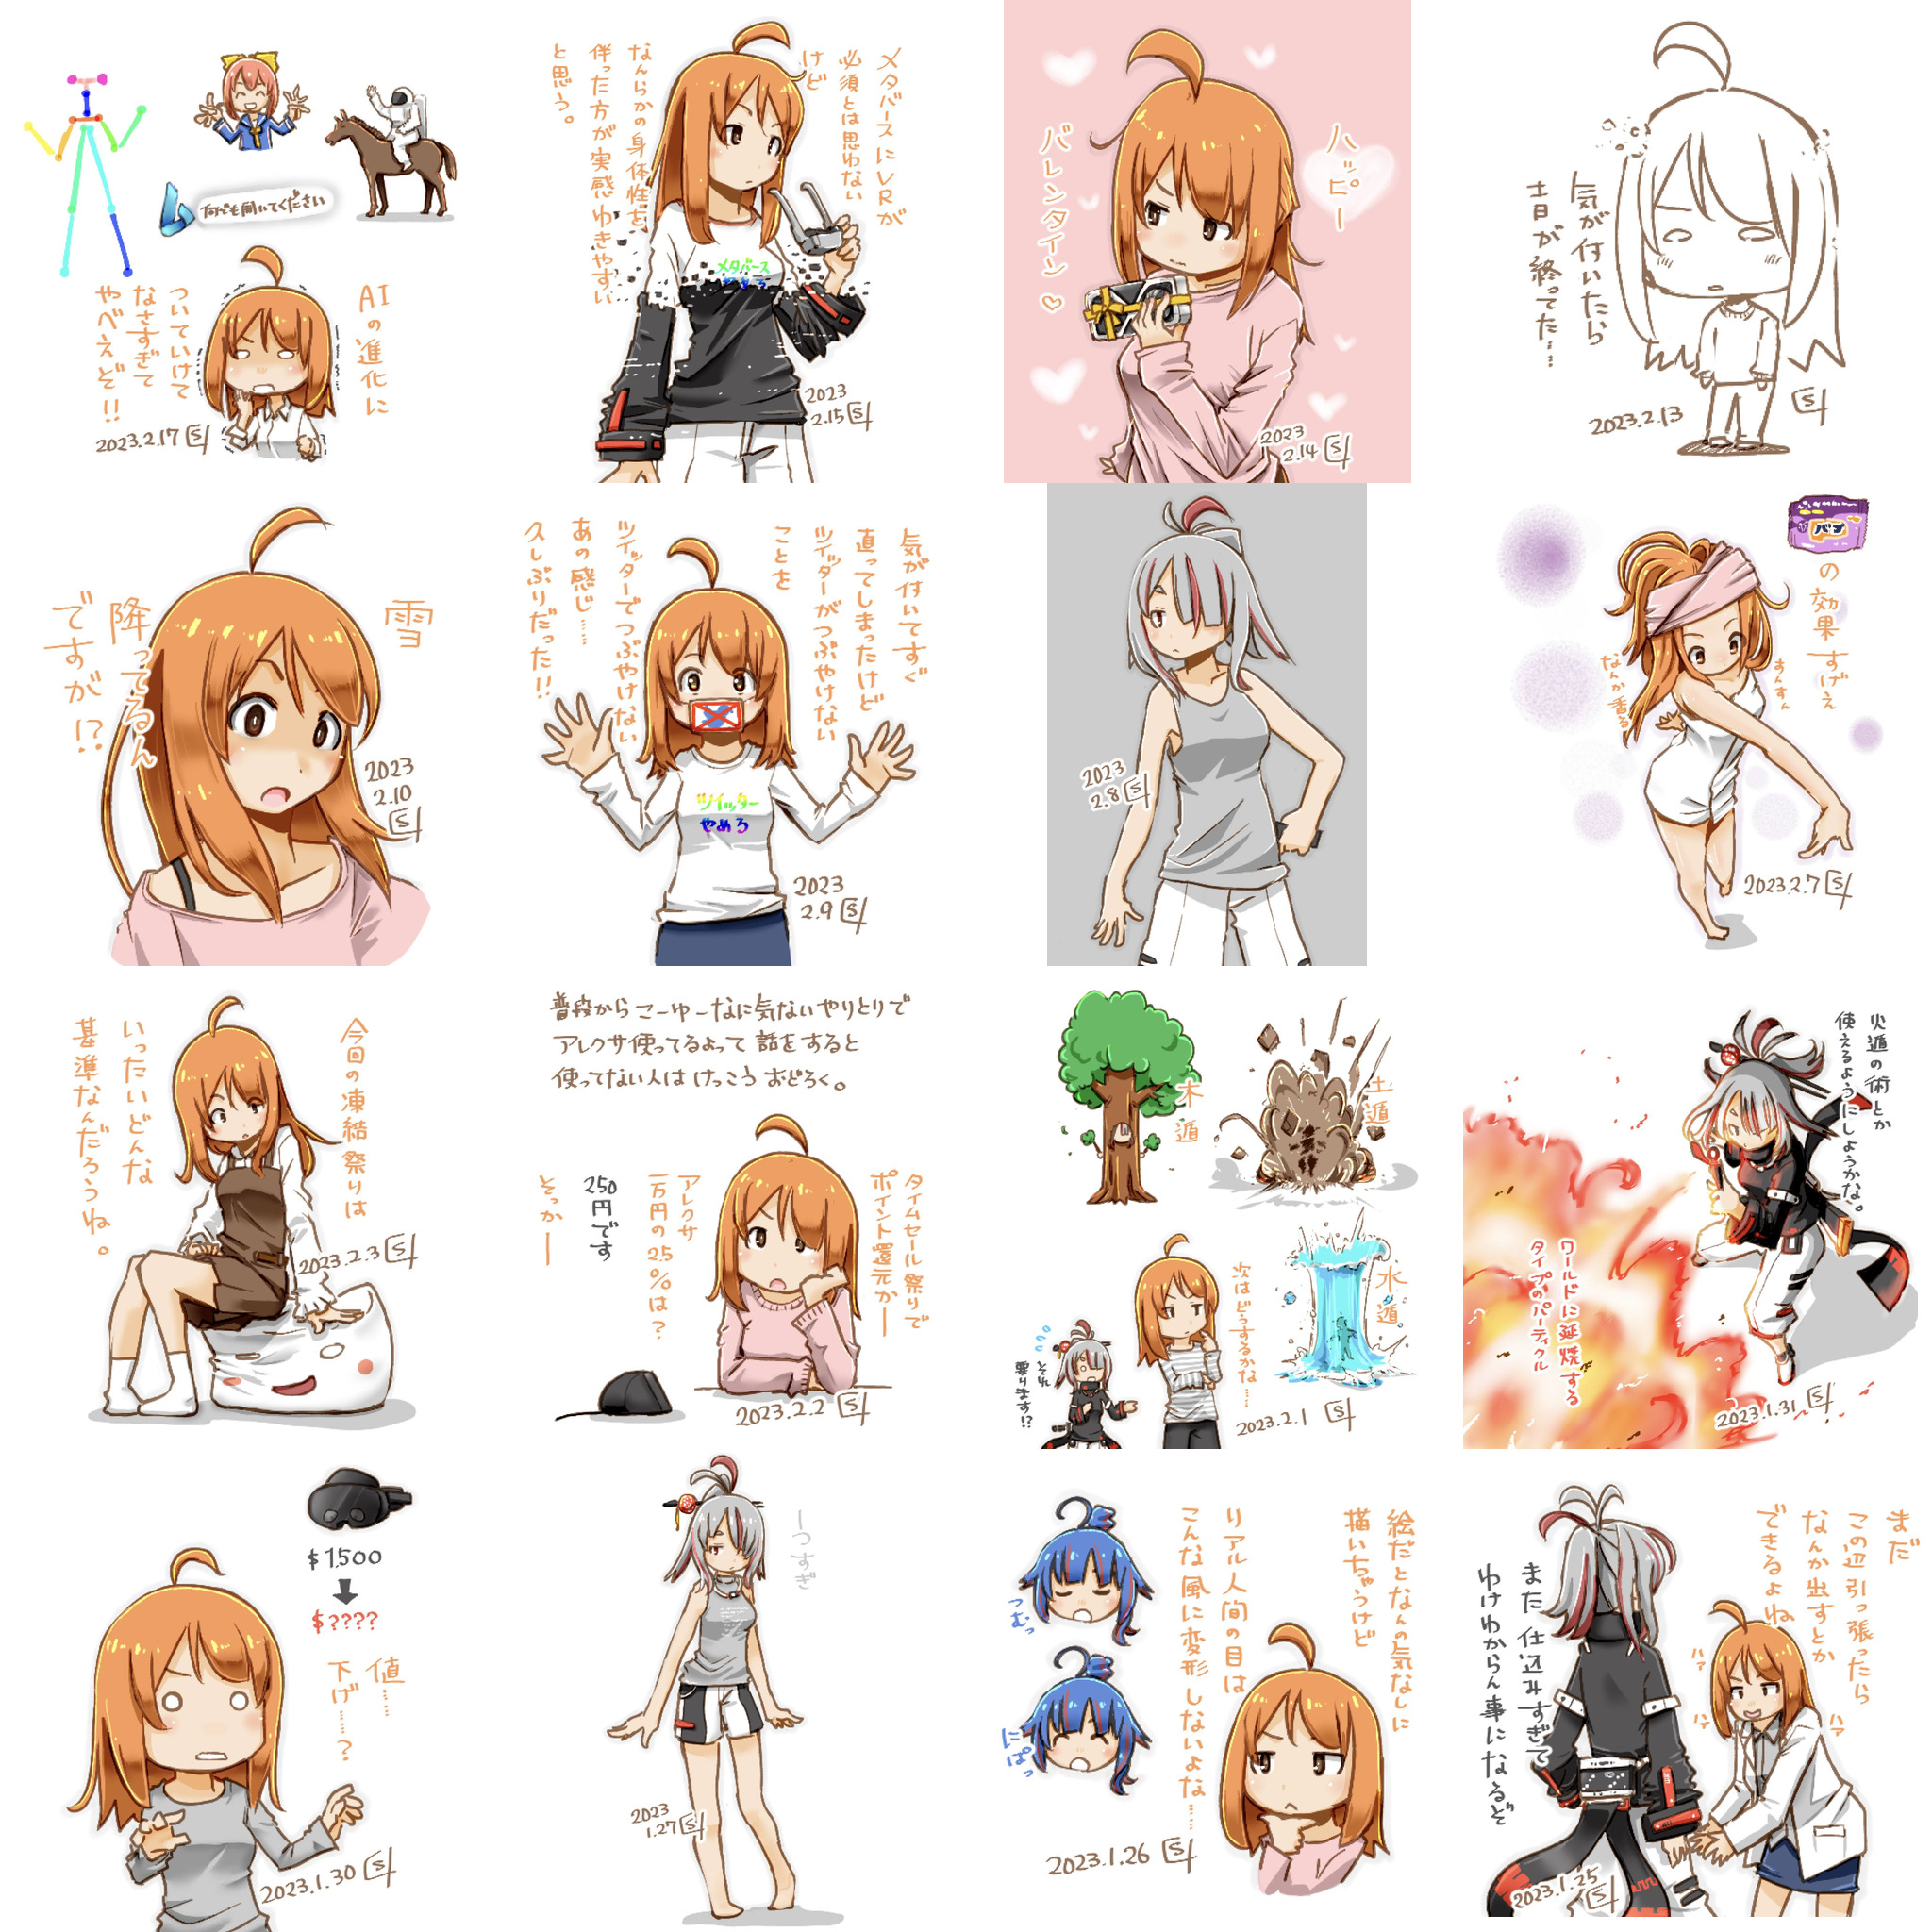 何でも聞いてください
AIの進化に
ついていけて
なさすぎて
やべえぞ!!
2023.2.17
メタバースにVRが
必須とは思わない
けど
なんらかの身体性を
伴った方が実感ゆきやすい
と思う。
メタバース
2023
2.15
ハッピー
バレンタイン♡
2023
2.14
気が付いたら
土日が終ってた…
2023.2.13
雪
降ってるん
ですが!?
2023
2.10
気が付いてすぐ
直ってしまったけど
ツイッターがつぶやけない
ことを
ツイッターでつぶやけない
あの感じ……
久しぶりだった!!
ツイッター
やめろ
2023
2.9
2023
2.8
バブ
の効果すげえ
すんすん
なんか香る
2023.2.7
今回の凍結祭りは
いったいどんな
基準なんだろうね。
2023.2.3
普段からこーゆーなに気ないやりとりで
アレクサ使ってるよって話をすると
使ってない人はけっこうおどろく。
タイムセール祭りで
ポイント還元かー
アレクサ
一万円の2.5%は?
250
円です
そっかー
2023.2.2
木遁
土遁
水遁
次はどうするかな……
それ
要ります!?
2023.2.1
火遁の術とか
使えるようにしようかな。
ワールドに延焼する
タイプのパーティクル
2023.1.31
$1,500
$????
値……
下げ……?
2023.1.30
ーつすぎ
2023
1.27
絵だとなんの気なしに
描いちゃうけど
リアル人間の目は
こんな風に変形しないよな……
つむっ
にぱっ
2023.1.26
まだ
この辺引っ張ったら
なんか出すとか
できるよね
ハァ
ハァ
ハァ
また仕込みすぎて
わけわからん事になるぞ
2023.1.25